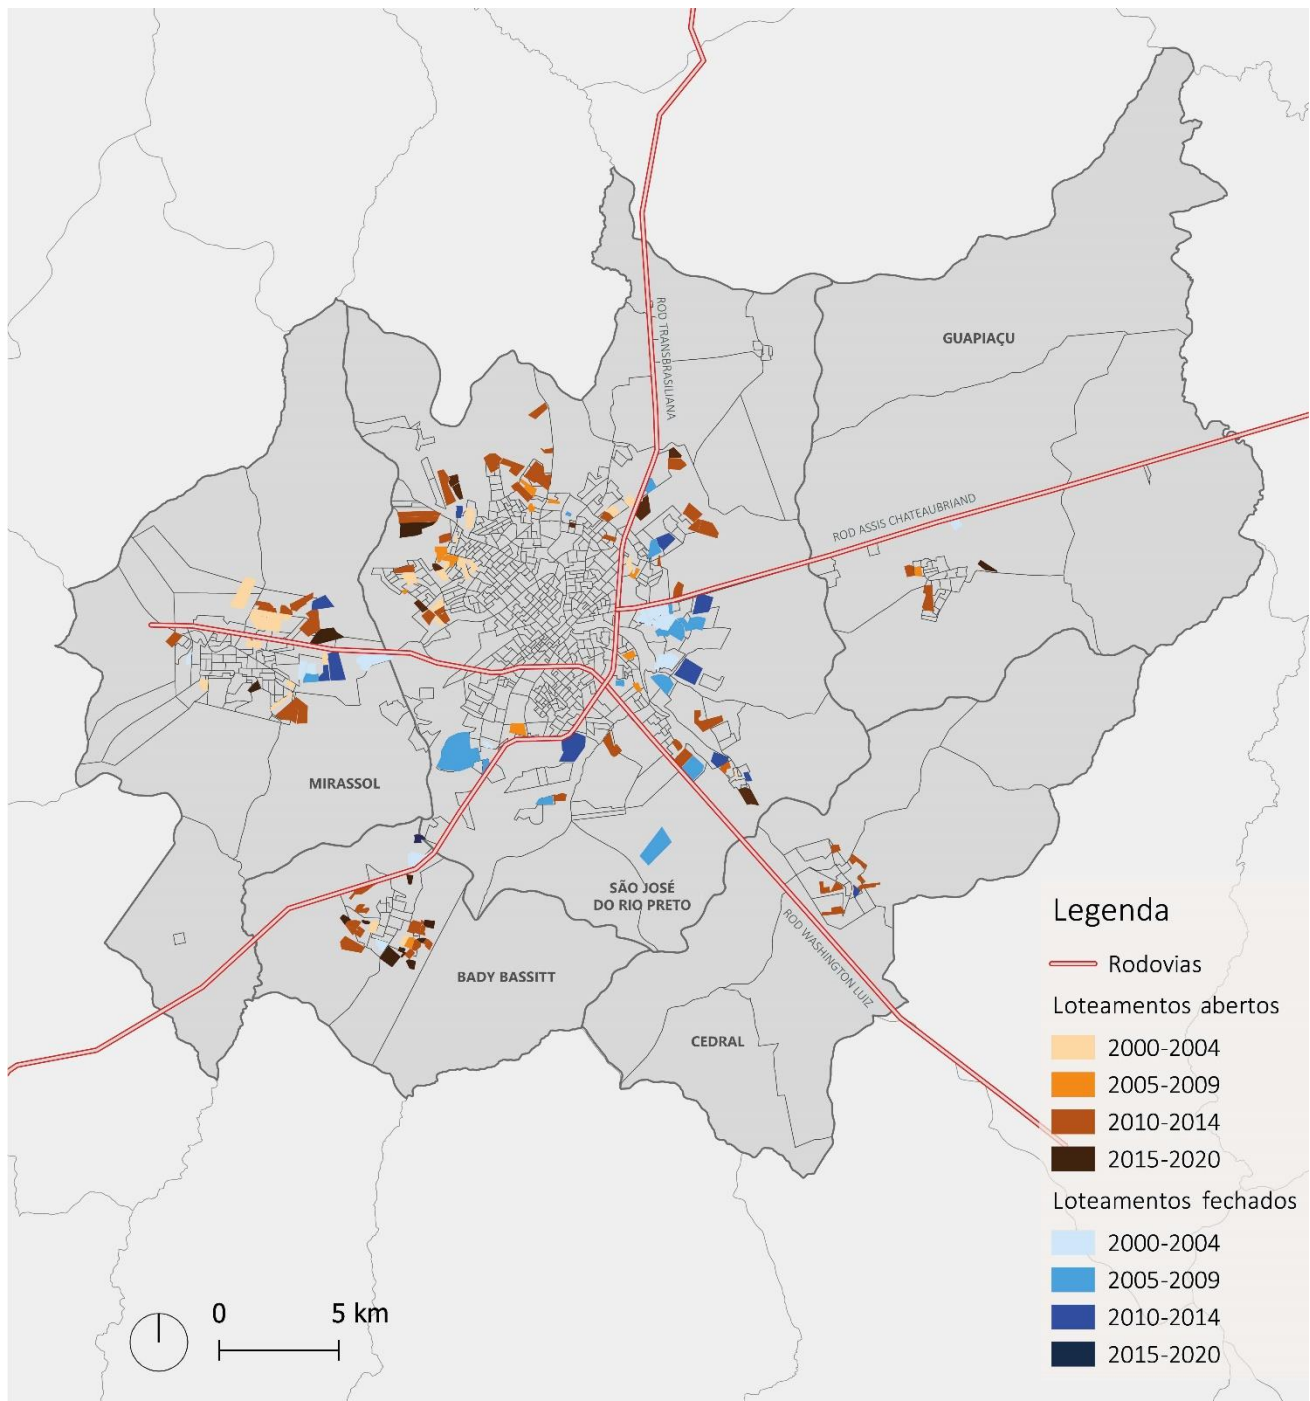 ROD TRANSBRASILIANA
GUAPIAÇU
ROD ASSIS CHATEAUBRIAND
MIRASSOL
SÃO JOSÉ
DO RIO PRETO
ROD WASHINGTON LUIZ
BADY BASSITT
CEDRAL
Legenda
Rodovias
Loteamentos abertos
2000-2004
2005-2009
2010-2014
2015-2020
Loteamentos fechados
2000-2004
2005-2009
2010-2014
2015-2020
0 5 km